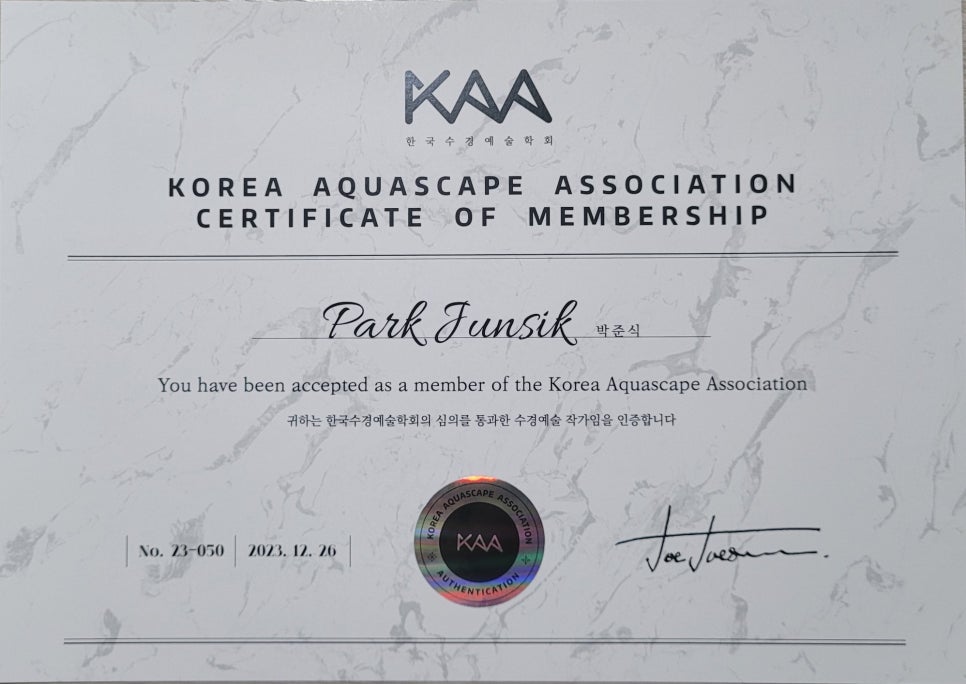 KAA
한국수경예술학회
KOREA AQUASCAPE ASSOCIATION
CERTIFICATE OF MEMBERSHIP
Park Junsik 박준식
You have been accepted as a member of the Korea Aquascape Association
귀하는 한국수경예술학회의 심의를 통과한 수경예술 작가임을 인증합니다
No. 23-050 2023. 12. 26
KOREA AQUASCAPE ASSOCIATION
KAA
AUTHENTICATION